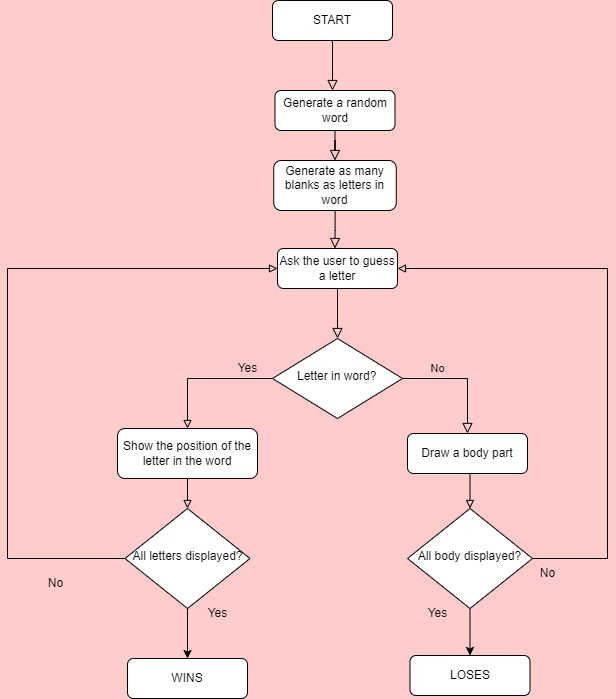 START
Generate a random
word
Generate as many
blanks as letters in
word
Ask the user to guess
a letter
Letter in word?
Yes
No
Show the position of the
letter in the word
Draw a body part
All letters displayed?
All body displayed?
No
Yes
Yes
No
WINS
LOSES